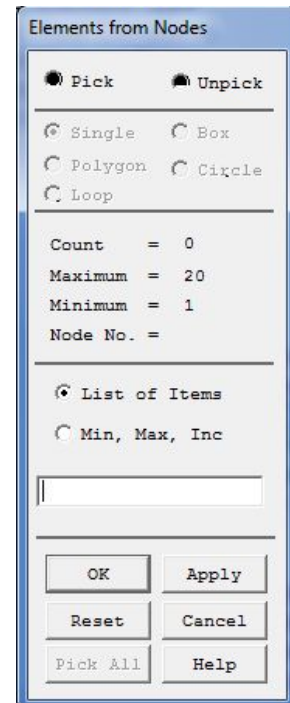 Elements from Nodes
Pick Unpick
Single Box
Polygon Circle
Loop
Count = 0
Maximum = 20
Minimum = 1
Node No. =
List of Items
Min, Max, Inc
OK Apply
Reset Cancel
Pick All Help